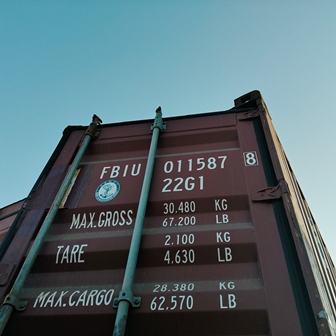 FBIU 011587 8
22G1
MAX.GROSS 30.480 KG
67.200 LB
TARE 2.100 KG
4,630 LB
MAX.CARGO 28.380 KG
62.570 LB